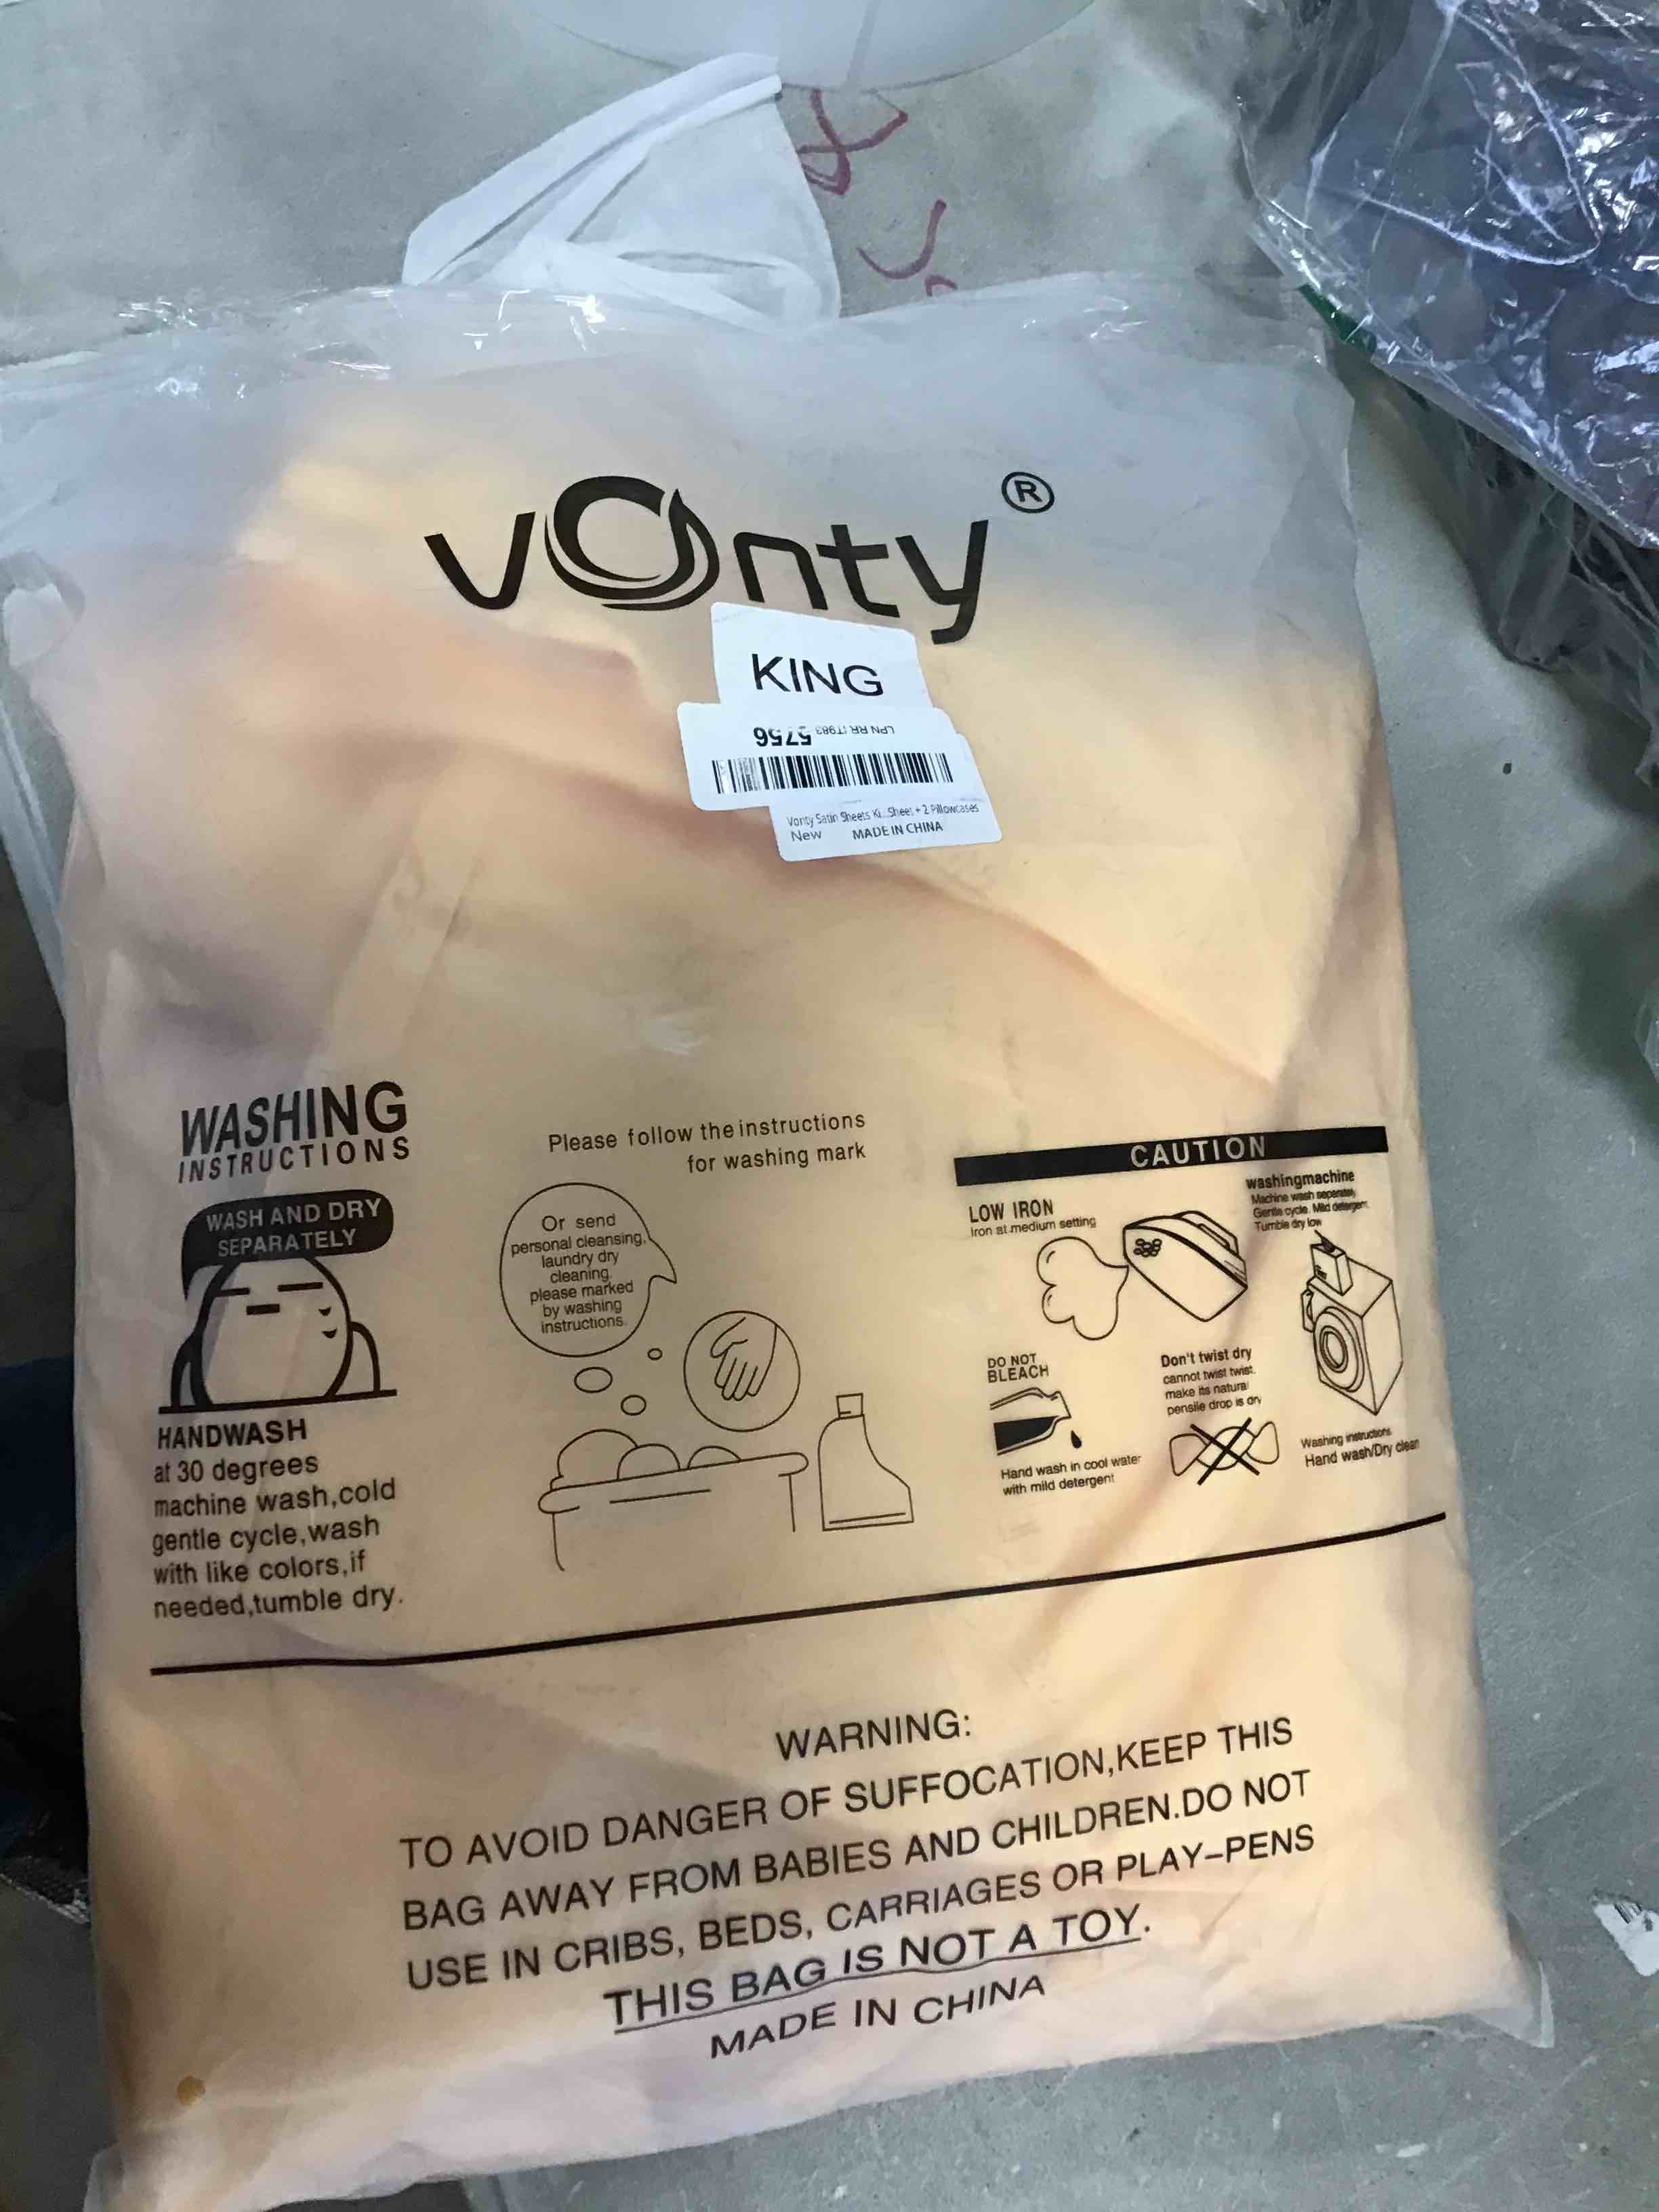 vOnty®
KING
LPN RR IT983 5756
Vonty Satin Sheets Ki...Sheet + 2 Pillowcases
New MADE IN CHINA
WASHING
INSTRUCTIONS
WASH AND DRY
SEPARATELY
HANDWASH
at 30 degrees
machine wash,cold
gentle cycle,wash
with like colors,if
needed,tumble dry.
Please follow the instructions
for washing mark
Or send
personal cleansing,
laundry dry
cleaning.
please marked
by washing
instructions.
CAUTION
LOW IRON
Iron at medium setting
washingmachine
Machine wash separately,
Gentle cycle. Mild detergent.
Tumble dry low
DO NOT
BLEACH
Hand wash in cool water
with mild detergent
Don't twist dry
cannot twist twist.
make its natural
pensile drop is dry
Washing instructions
Hand wash/Dry clean
WARNING:
TO AVOID DANGER OF SUFFOCATION,KEEP THIS
BAG AWAY FROM BABIES AND CHILDREN.DO NOT
USE IN CRIBS, BEDS, CARRIAGES OR PLAY-PENS
THIS BAG IS NOT A TOY.
MADE IN CHINA